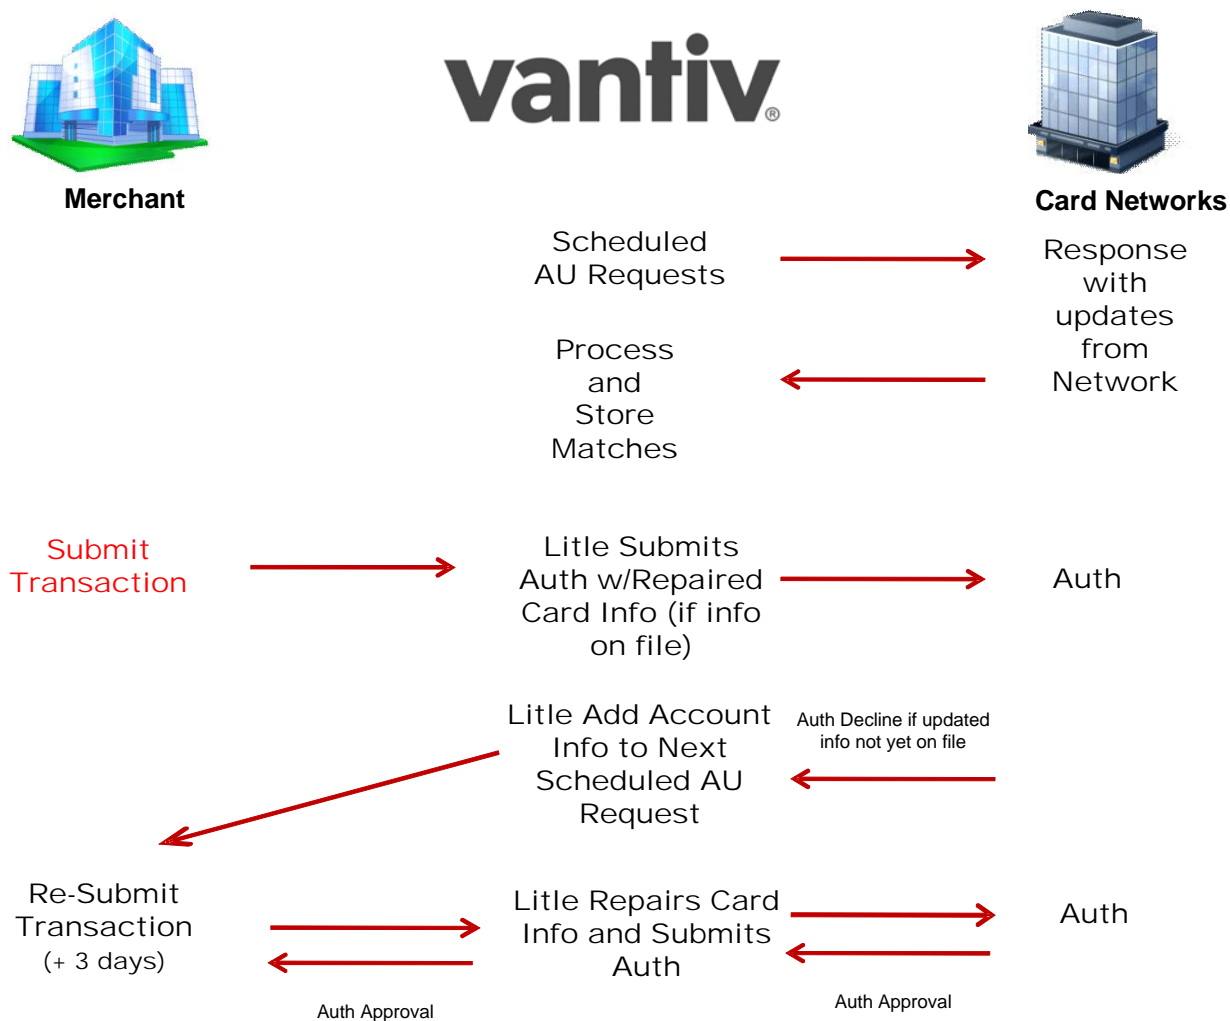 vantiv®
Merchant
Card Networks
Scheduled
AU Requests
Response
with
updates
from
Network
Process
and
Store
Matches
Submit
Transaction
Litle Submits
Auth w/Repaired
Card Info (if info
on file)
Auth
Litle Add Account
Info to Next
Scheduled AU
Request
Auth Decline if updated
info not yet on file
Re-Submit
Transaction
(+ 3 days)
Litle Repairs Card
Info and Submits
Auth
Auth
Auth Approval
Auth Approval